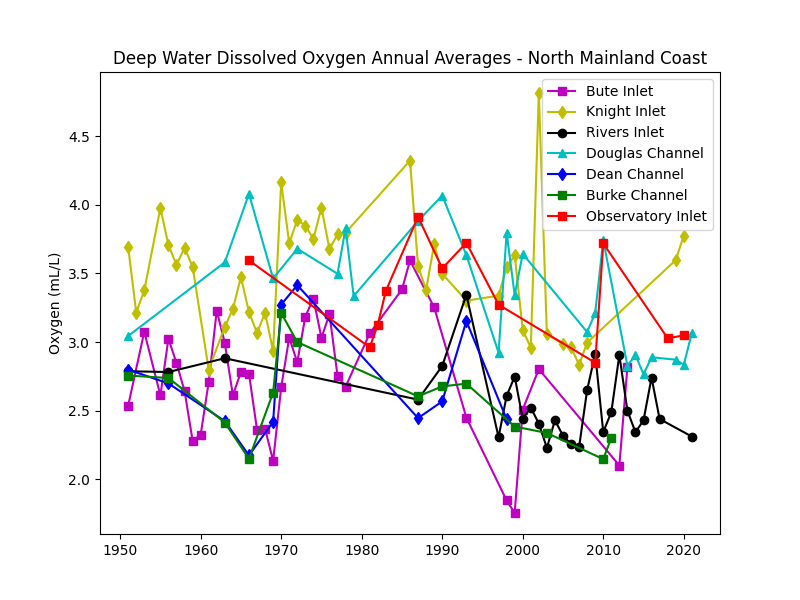 Deep Water Dissolved Oxygen Annual Averages - North Mainland Coast
Bute Inlet
Knight Inlet
Rivers Inlet
Douglas Channel
Dean Channel
Burke Channel
Observatory Inlet
Oxygen (mL/L)
4.5
4.0
3.5
3.0
2.5
2.0
1950 1960 1970 1980 1990 2000 2010 2020